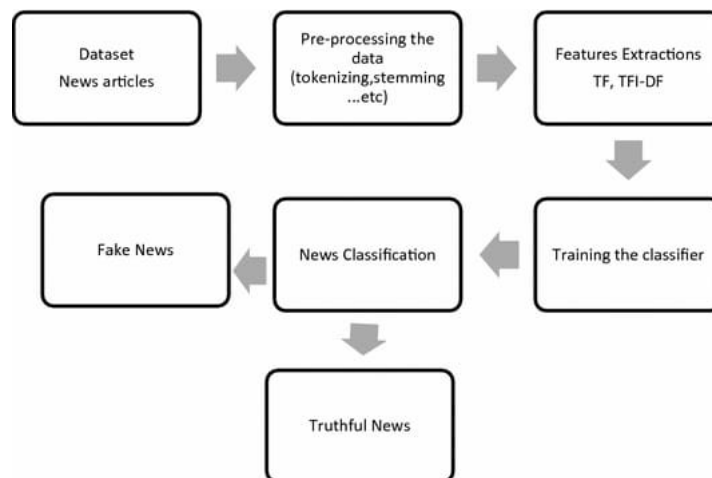 Dataset
News articles
Pre-processing the
data
(tokenizing,stemming
...etc)
Features Extractions
TF, TFI-DF
Fake News
News Classification
Training the classifier
Truthful News